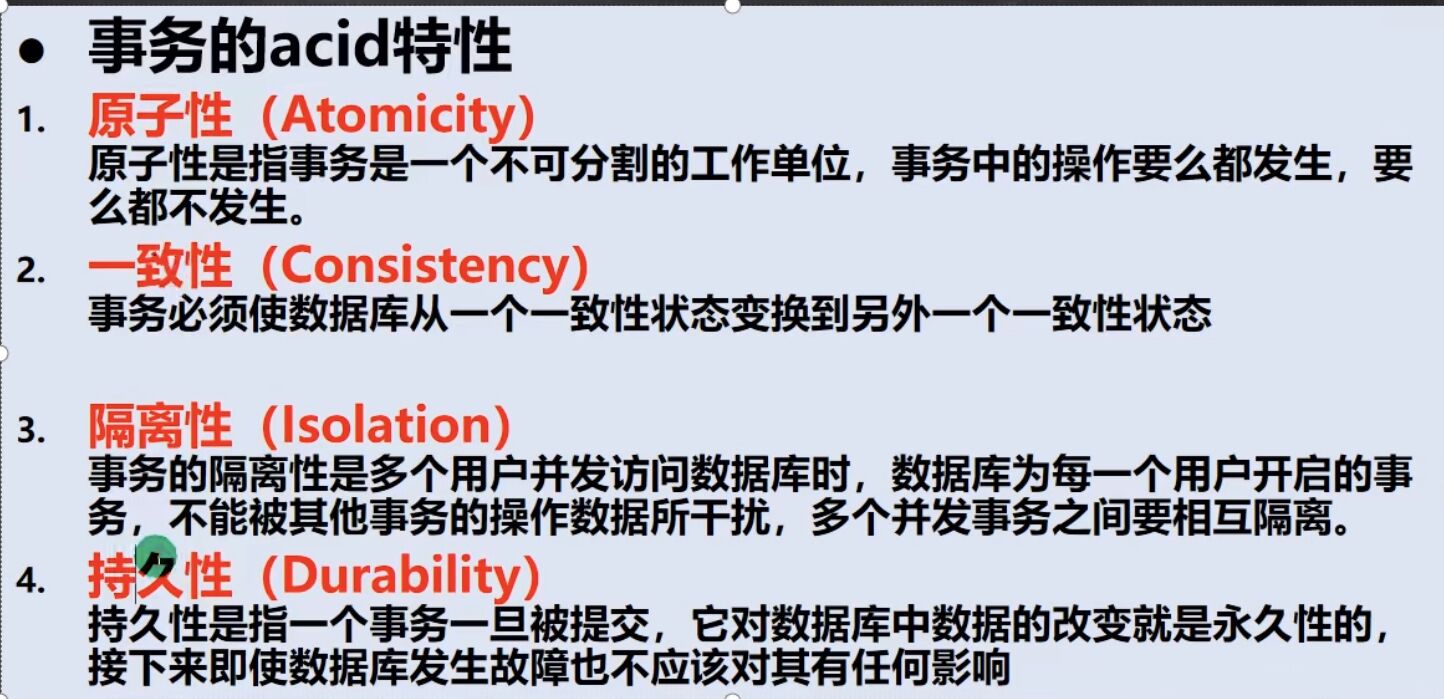 ● 事务的acid特性
1. 原子性（Atomicity）
原子性是指事务是一个不可分割的工作单位，事务中的操作要么都发生，要
么都不发生。
2. 一致性（Consistency）
事务必须使数据库从一个一致性状态变换到另外一个一致性状态
3. 隔离性（Isolation）
事务的隔离性是多个用户并发访问数据库时，数据库为每一个用户开启的事
务，不能被其他事务的操作数据所干扰，多个并发事务之间要相互隔离。
4. 持久性（Durability）
持久性是指一个事务一旦被提交，它对数据库中数据的改变就是永久性的，
接下来即使数据库发生故障也不应该对其有任何影响